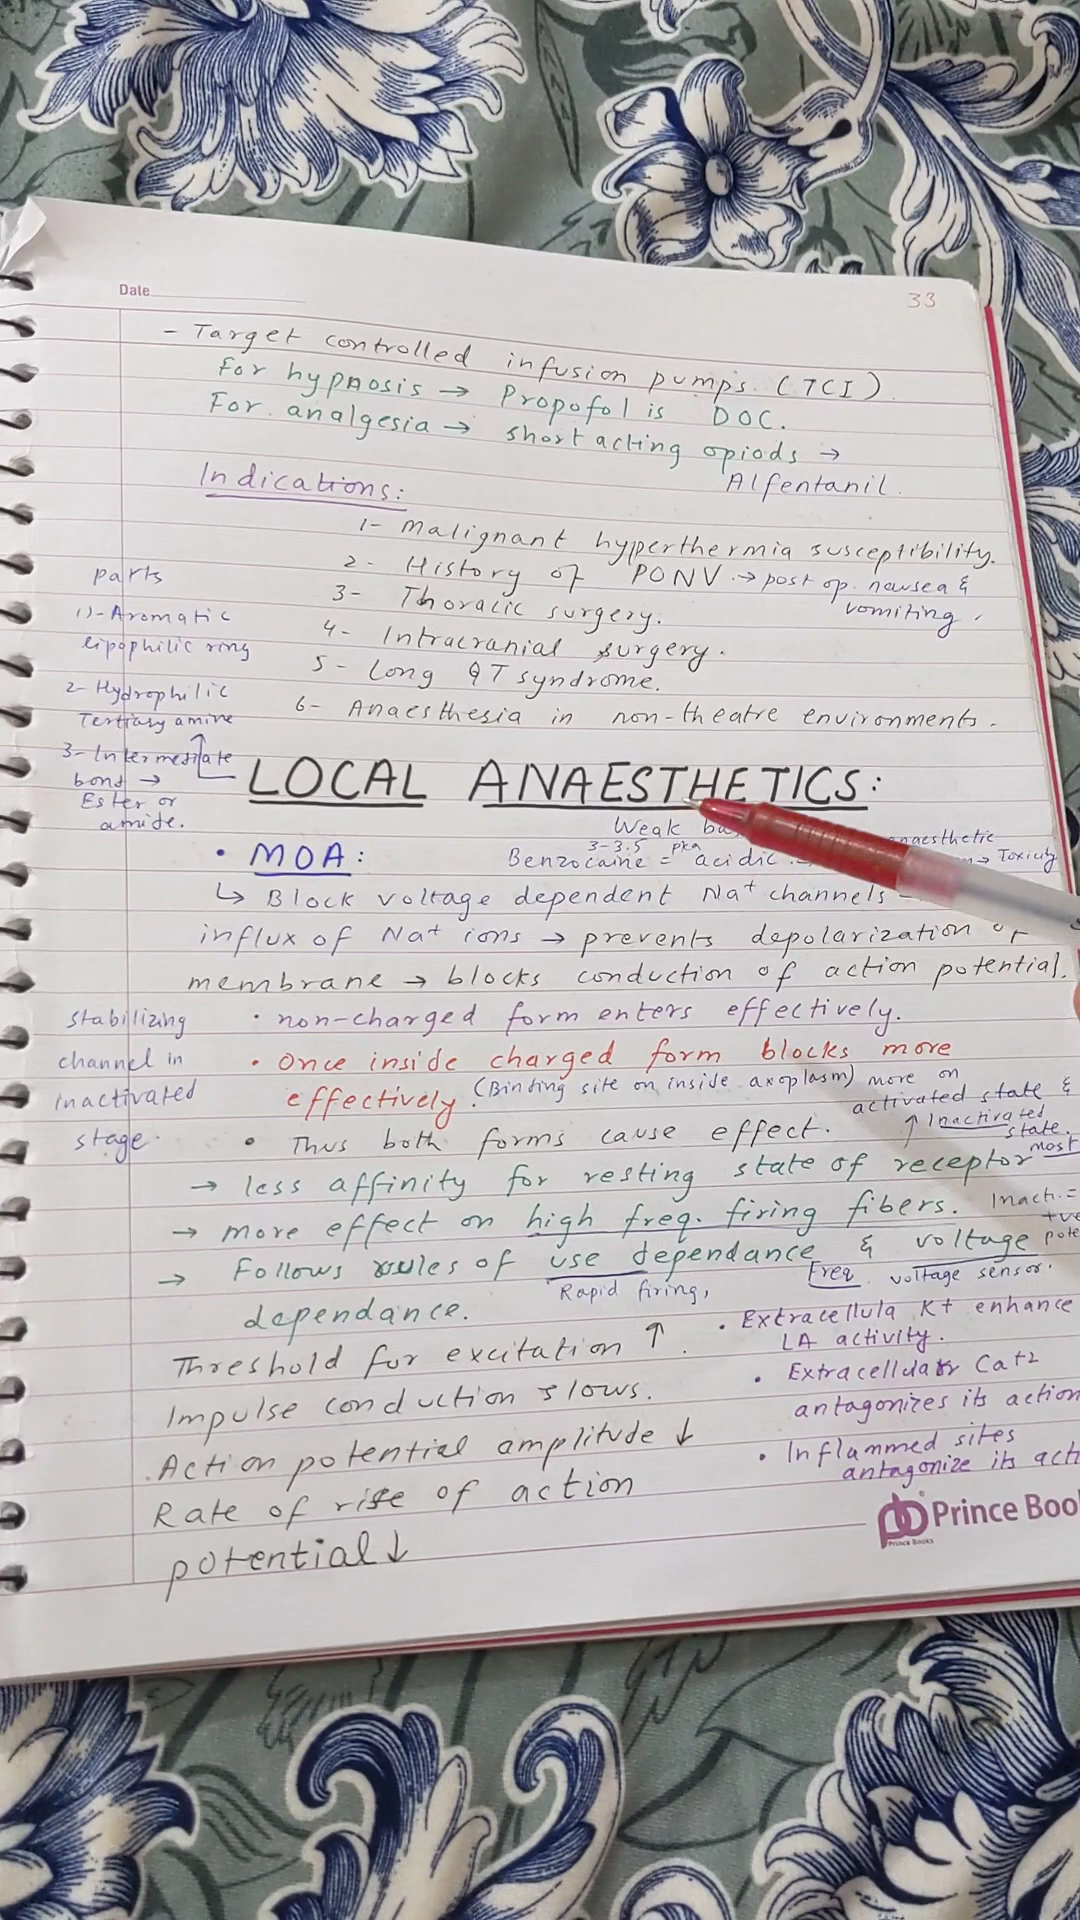 Date
33
- Target controlled infusion pumps (TCI)
For hypnosis → Propofol is DOC.
For analgesia → short acting opiods →
Alfentanil.
Indications:
1- Malignant hyperthermia susceptibility.
2- History of PONV → post op. nausea &
vomiting,
3- Thoracic surgery.
4- Intracranial surgery.
5- Long QT syndrome.
6- Anaesthesia in non-theatre environments.
parts
1)- Aromatic
lipophilic ring
2- Hydrophilic
Tertiary amine
3- Intermediate
bond →
Ester or
amide.
LOCAL ANAESTHETICS:
Weak
anaesthetic
3-3.5 pka
Benzocaine = acidic
→ Toxicity
• MOA:
↳ Block voltage dependent Na+ channels
influx of Na+ ions → prevents depolarization of
membrane → blocks conduction of action potential.
stabilizing
channel in
inactivated
stage.
• non-charged form enters effectively.
• Once inside charged form blocks more
effectively. (Binding site on inside axoplasm)
more on
activated state &
↑ Inactivated
state.
most
• Thus both forms cause effect.
→ less affinity for resting state of receptor
→ more effect on high freq. firing fibers.
Inact. =
+ve
→ Follows rules of use dependance & voltage
Rapid firing,
Freq. voltage sensor.
dependance.
Threshold for excitation ↑.
Impulse conduction slows.
Action potential amplitude ↓
Rate of rise of action
potential ↓
• Extracellula K+ enhance
LA activity.
• Extracellular Ca+2
antagonizes its action
• Inflammed sites
antagonize its
Prince Boo
Prince Books